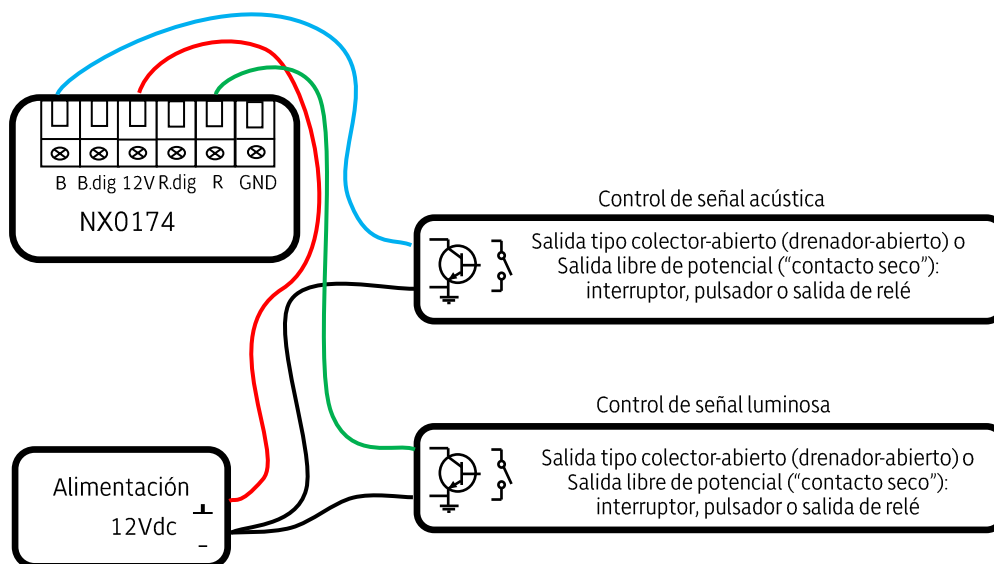 B B.dig 12V R.dig R GND
NX0174
Control de señal acústica
Salida tipo colector-abierto (drenador-abierto) o
Salida libre de potencial (“contacto seco”):
interruptor, pulsador o salida de relé
Control de señal luminosa
Salida tipo colector-abierto (drenador-abierto) o
Salida libre de potencial (“contacto seco”):
interruptor, pulsador o salida de relé
Alimentación
12Vdc